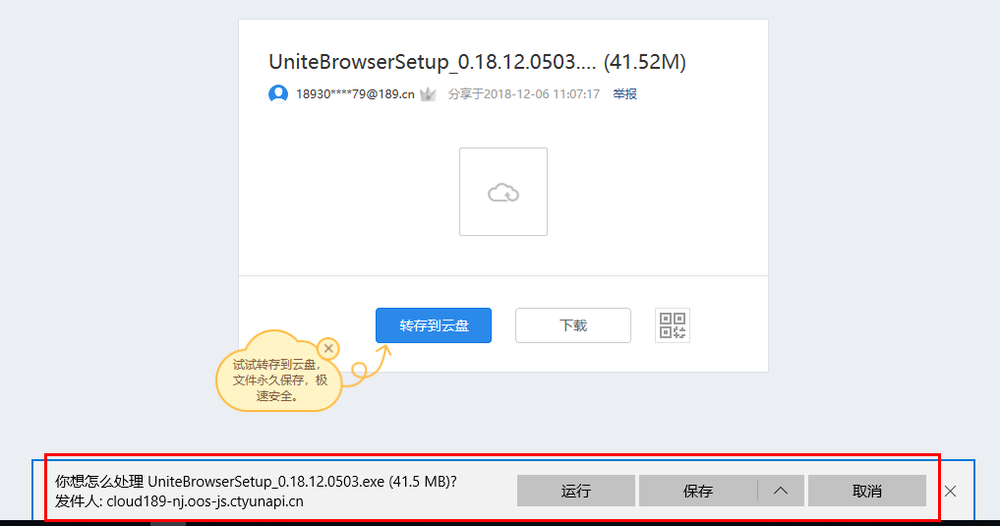 UniteBrowserSetup_0.18.12.0503.... (41.52M)
18930****79@189.cn 分享于2018-12-06 11:07:17 举报
转存到云盘 下载
试试转存到云盘，
文件永久保存，极
速安全。
你想怎么处理 UniteBrowserSetup_0.18.12.0503.exe (41.5 MB)?
发件人: cloud189-nj.oos-js.ctyunapi.cn
运行 保存 取消